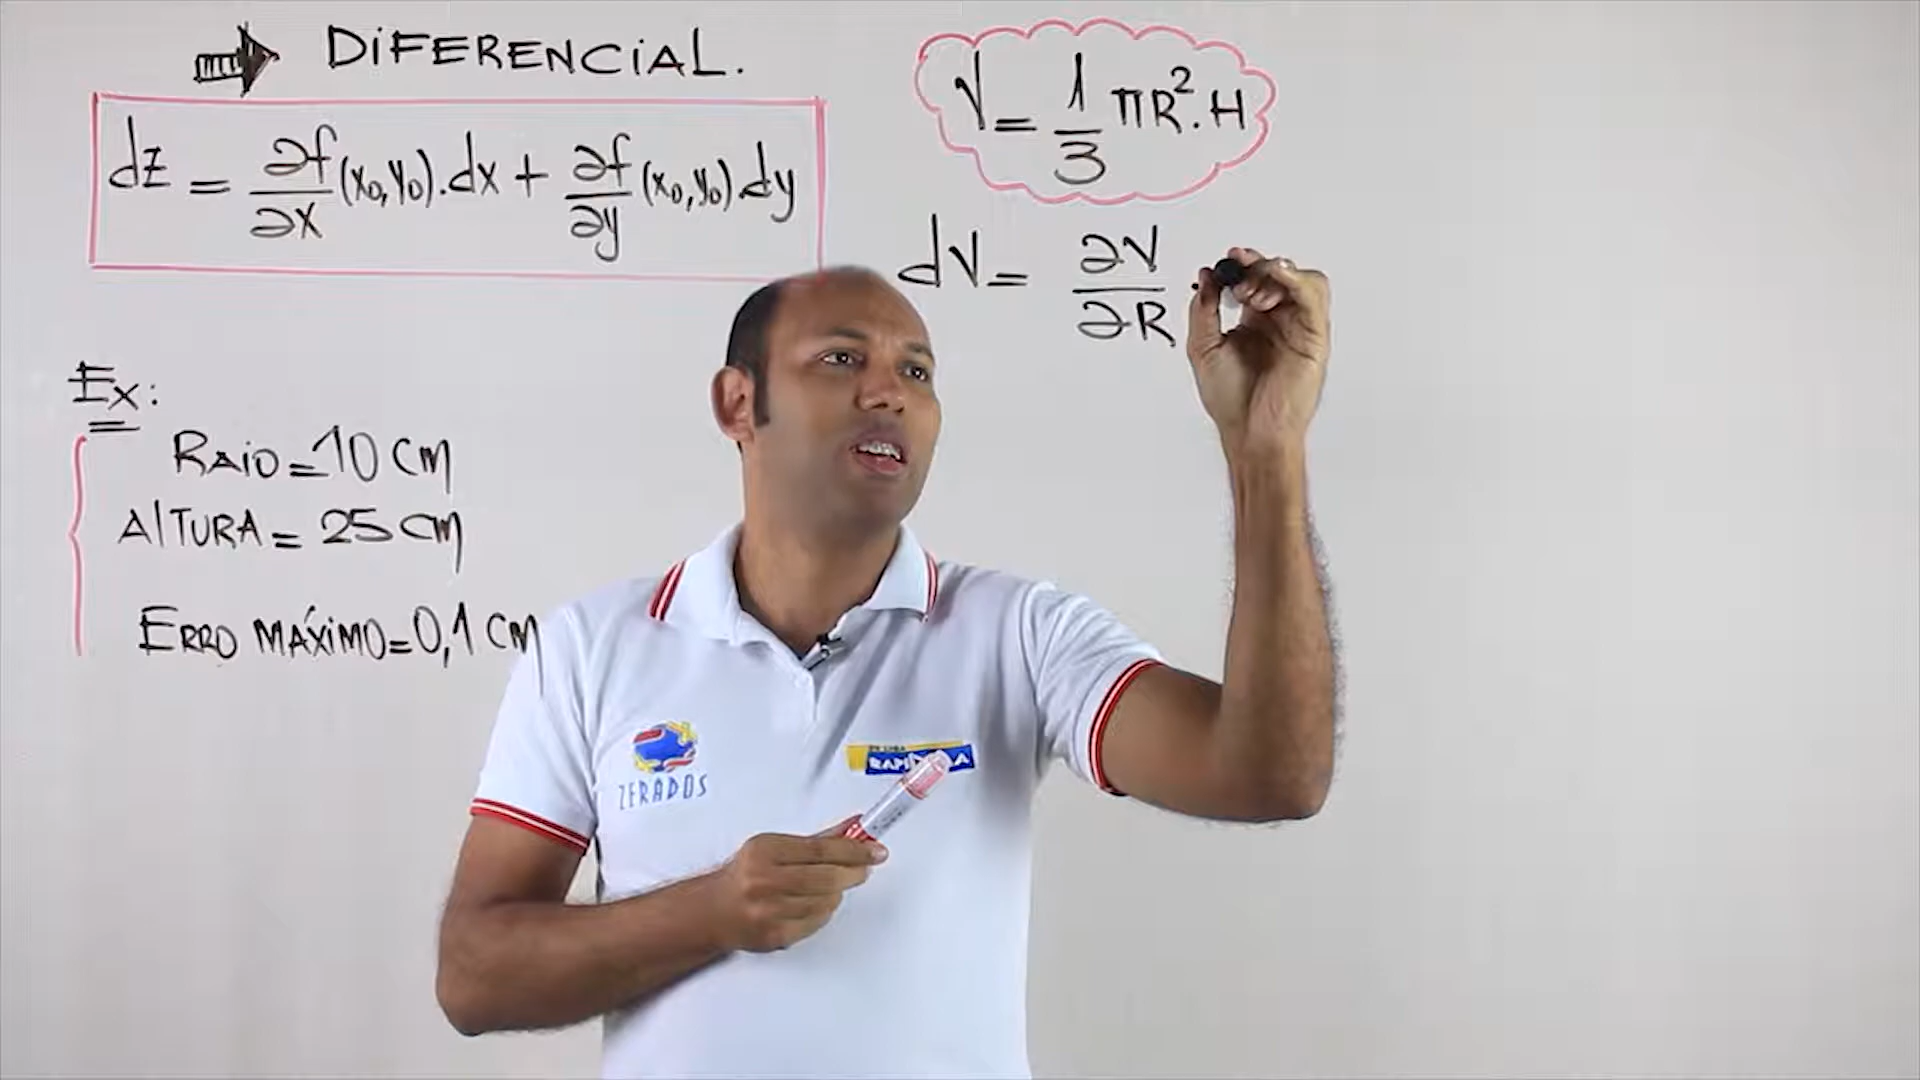 DIFERENCIAL.
dz = ∂f/∂x (x₀,y₀).dx + ∂f/∂y (x₀,y₀).dy
V = 1/3 πR².H
dV = ∂V/∂R .
Ex:
RAIO = 10 CM
ALTURA = 25 CM
ERRO MÁXIMO = 0,1 CM
ZERADOS